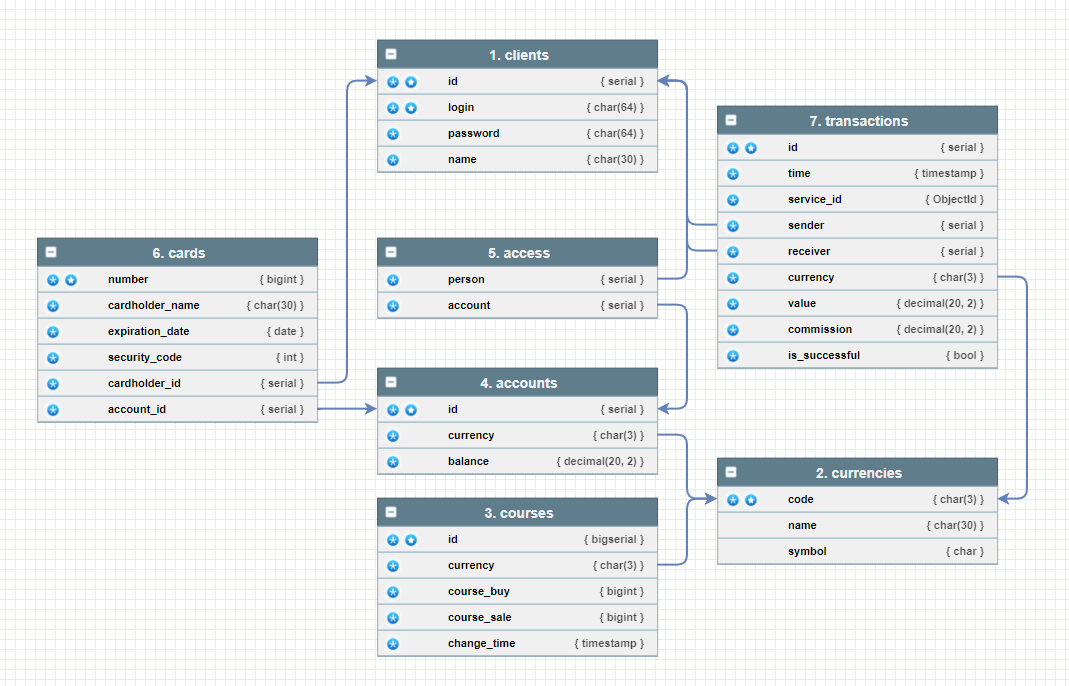 1. clients
id { serial }
login { char(64) }
password { char(64) }
name { char(30) }
7. transactions
id { serial }
time { timestamp }
service_id { ObjectId }
sender { serial }
receiver { serial }
currency { char(3) }
value { decimal(20, 2) }
commission { decimal(20, 2) }
is_successful { bool }
6. cards
number { bigint }
cardholder_name { char(30) }
expiration_date { date }
security_code { int }
cardholder_id { serial }
account_id { serial }
5. access
person { serial }
account { serial }
4. accounts
id { serial }
currency { char(3) }
balance { decimal(20, 2) }
2. currencies
code { char(3) }
name { char(30) }
symbol { char }
3. courses
id { bigserial }
currency { char(3) }
course_buy { bigint }
course_sale { bigint }
change_time { timestamp }